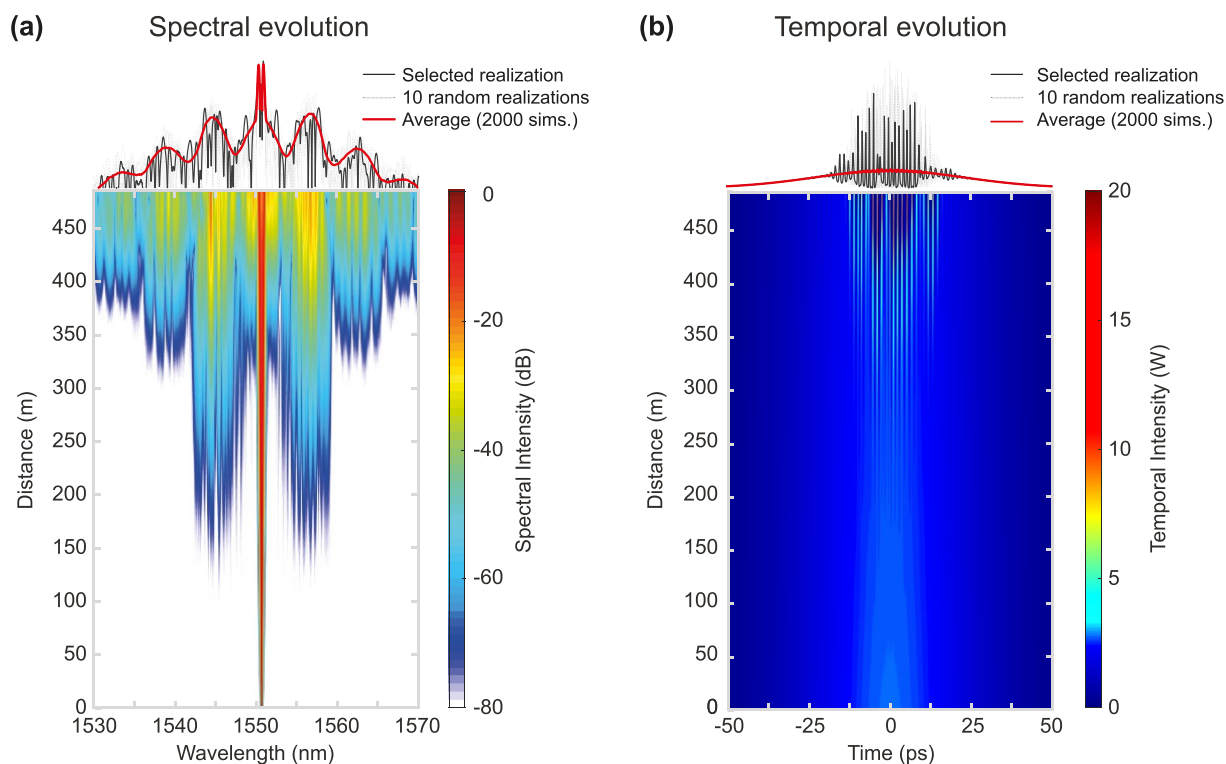 (a) Spectral evolution
Selected realization
10 random realizations
Average (2000 sims.)
450
400
350
300
250
200
150
100
50
0
Distance (m)
1530 1540 1550 1560 1570
Wavelength (nm)
0
-20
-40
-60
-80
Spectral Intensity (dB)
(b) Temporal evolution
Selected realization
10 random realizations
Average (2000 sims.)
450
400
350
300
250
200
150
100
50
0
Distance (m)
-50 -25 0 25 50
Time (ps)
20
15
10
5
0
Temporal Intensity (W)